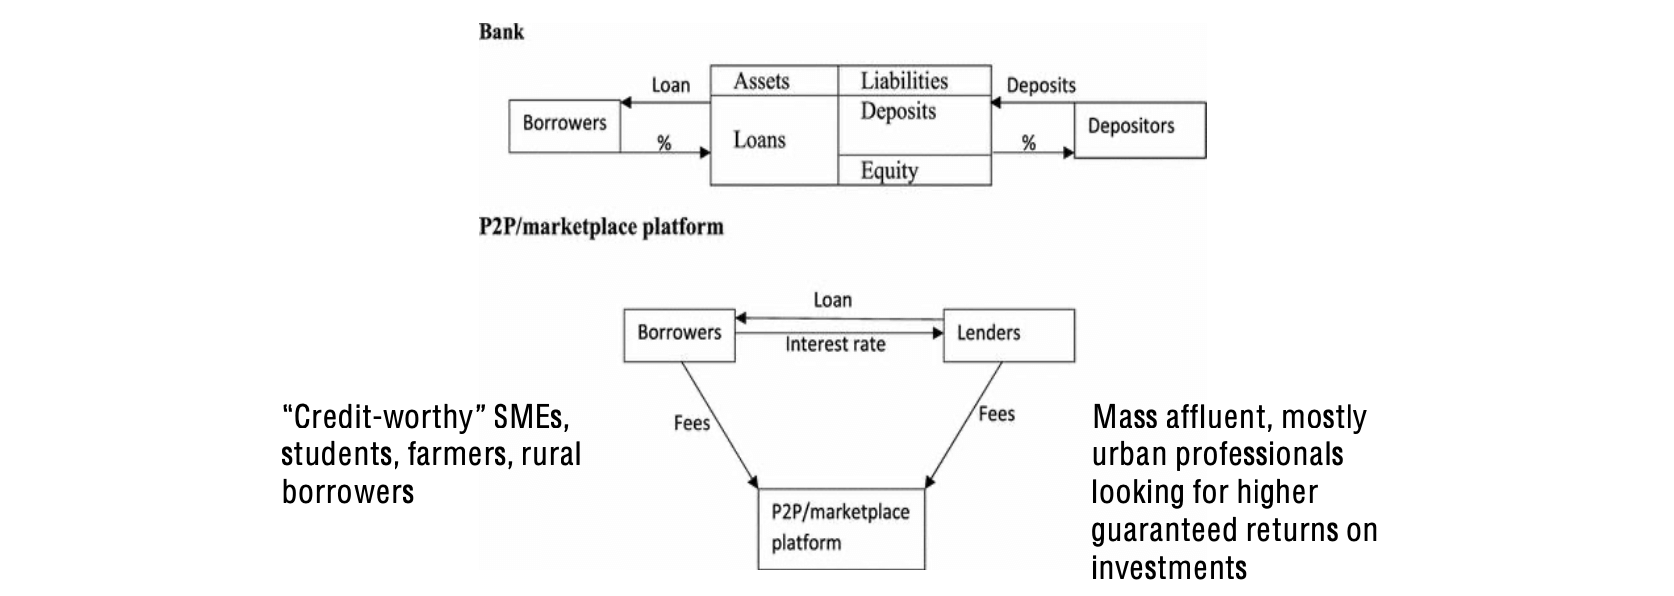 Bank
Loan
Assets
Liabilities
Deposits
Borrowers
Deposits
Depositors
%
Loans
%
Equity
P2P/marketplace platform
Loan
Borrowers
Lenders
Interest rate
Fees
Fees
“Credit-worthy” SMEs,
students, farmers, rural
borrowers
Mass affluent, mostly
urban professionals
looking for higher
guaranteed returns on
investments
P2P/marketplace
platform